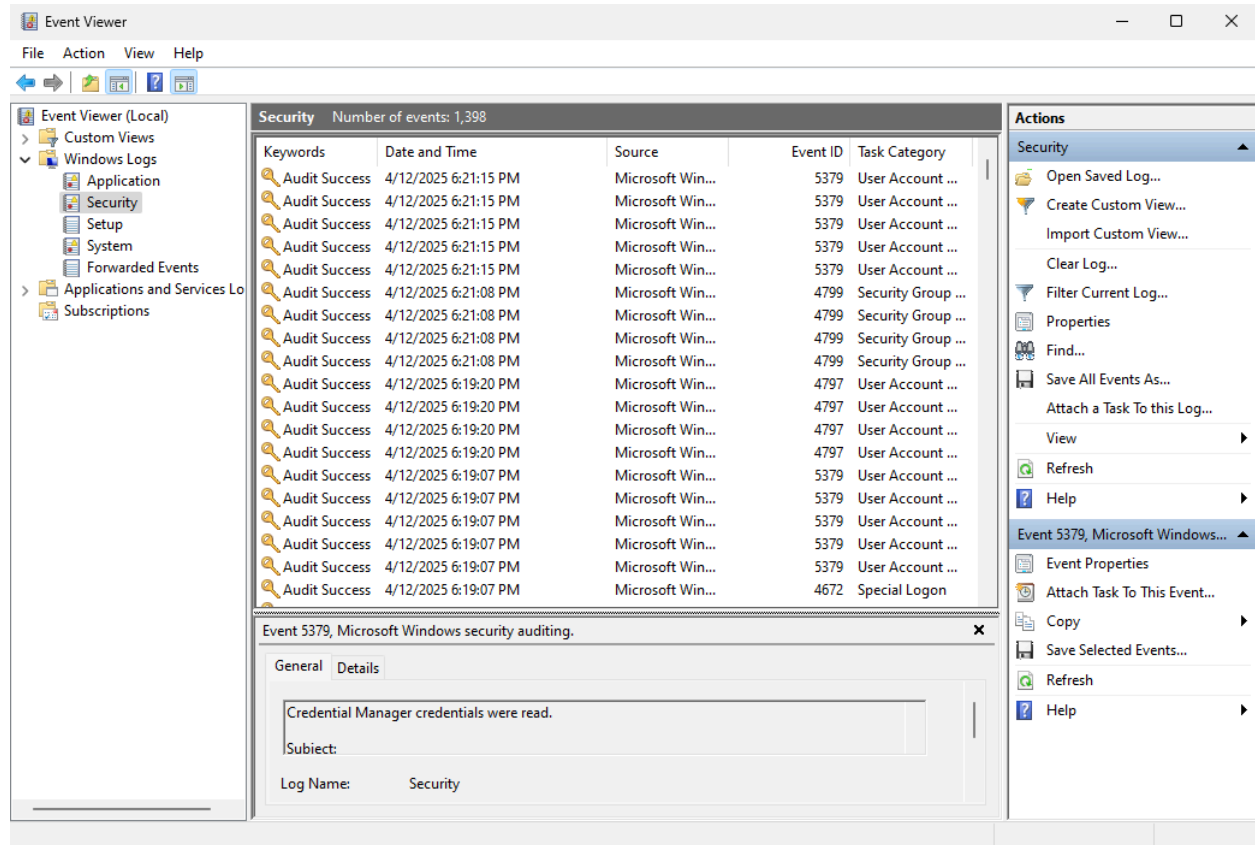 Event Viewer
File Action View Help
Event Viewer (Local)
Custom Views
Windows Logs
Application
Security
Setup
System
Forwarded Events
Applications and Services Lo
Subscriptions
Security Number of events: 1,398
Keywords Date and Time Source Event ID Task Category
Audit Success 4/12/2025 6:21:15 PM Microsoft Win... 5379 User Account ...
Audit Success 4/12/2025 6:21:15 PM Microsoft Win... 5379 User Account ...
Audit Success 4/12/2025 6:21:15 PM Microsoft Win... 5379 User Account ...
Audit Success 4/12/2025 6:21:15 PM Microsoft Win... 5379 User Account ...
Audit Success 4/12/2025 6:21:15 PM Microsoft Win... 5379 User Account ...
Audit Success 4/12/2025 6:21:08 PM Microsoft Win... 4799 Security Group ...
Audit Success 4/12/2025 6:21:08 PM Microsoft Win... 4799 Security Group ...
Audit Success 4/12/2025 6:21:08 PM Microsoft Win... 4799 Security Group ...
Audit Success 4/12/2025 6:21:08 PM Microsoft Win... 4799 Security Group ...
Audit Success 4/12/2025 6:19:20 PM Microsoft Win... 4797 User Account ...
Audit Success 4/12/2025 6:19:20 PM Microsoft Win... 4797 User Account ...
Audit Success 4/12/2025 6:19:20 PM Microsoft Win... 4797 User Account ...
Audit Success 4/12/2025 6:19:20 PM Microsoft Win... 4797 User Account ...
Audit Success 4/12/2025 6:19:07 PM Microsoft Win... 5379 User Account ...
Audit Success 4/12/2025 6:19:07 PM Microsoft Win... 5379 User Account ...
Audit Success 4/12/2025 6:19:07 PM Microsoft Win... 5379 User Account ...
Audit Success 4/12/2025 6:19:07 PM Microsoft Win... 5379 User Account ...
Audit Success 4/12/2025 6:19:07 PM Microsoft Win... 5379 User Account ...
Audit Success 4/12/2025 6:19:07 PM Microsoft Win... 4672 Special Logon
Event 5379, Microsoft Windows security auditing.
General Details
Credential Manager credentials were read.
Subject:
Log Name: Security
Actions
Security
Open Saved Log...
Create Custom View...
Import Custom View...
Clear Log...
Filter Current Log...
Properties
Find...
Save All Events As...
Attach a Task To this Log...
View
Refresh
Help
Event 5379, Microsoft Windows...
Event Properties
Attach Task To This Event...
Copy
Save Selected Events...
Refresh
Help